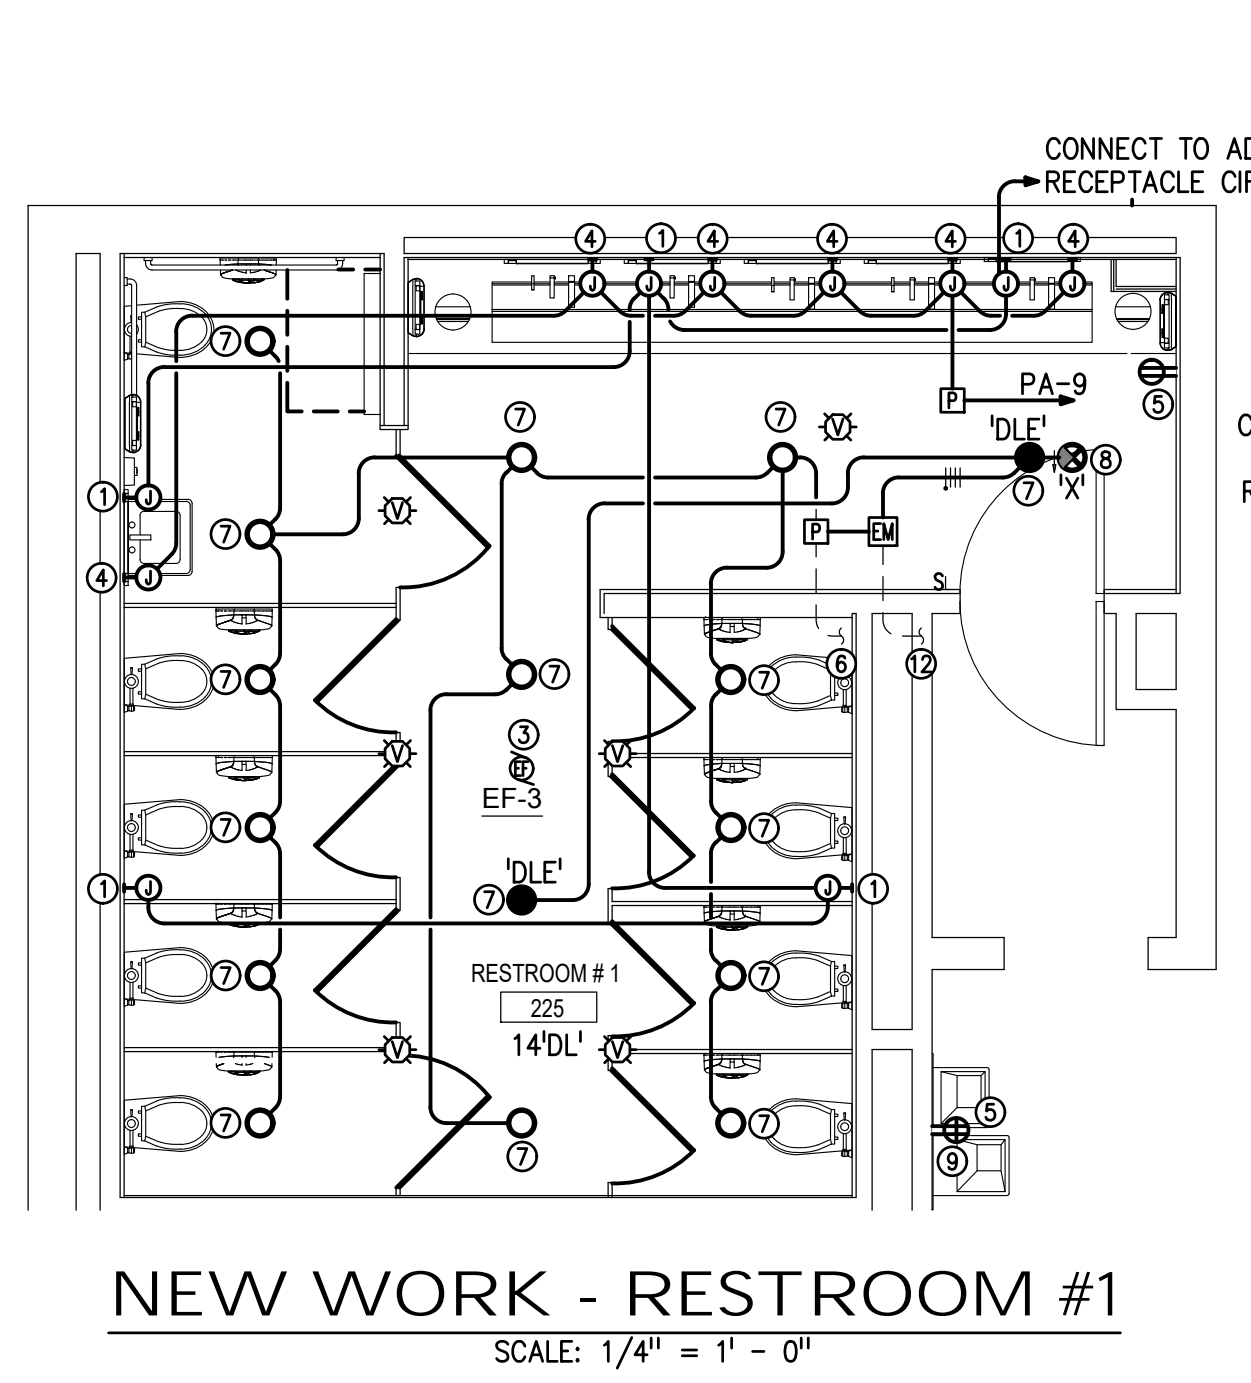 CONNECT TO
RECEPTACLE
4 1 4 4 4 1 4
J J J J J J J
7
P PA-9
5
7 7 V 'DLE'
8
7 'X'
1 J
V
7 P EM
4 J
S
6 12
7 7 7
3
V V
EF
EF-3
7 7
'DLE'
7
1 J J 1
RESTROOM # 1
7 225 7
14'DL'
V V
7 7 5
7 9
NEW WORK - RESTROOM #1
SCALE: 1/4" = 1' - 0"